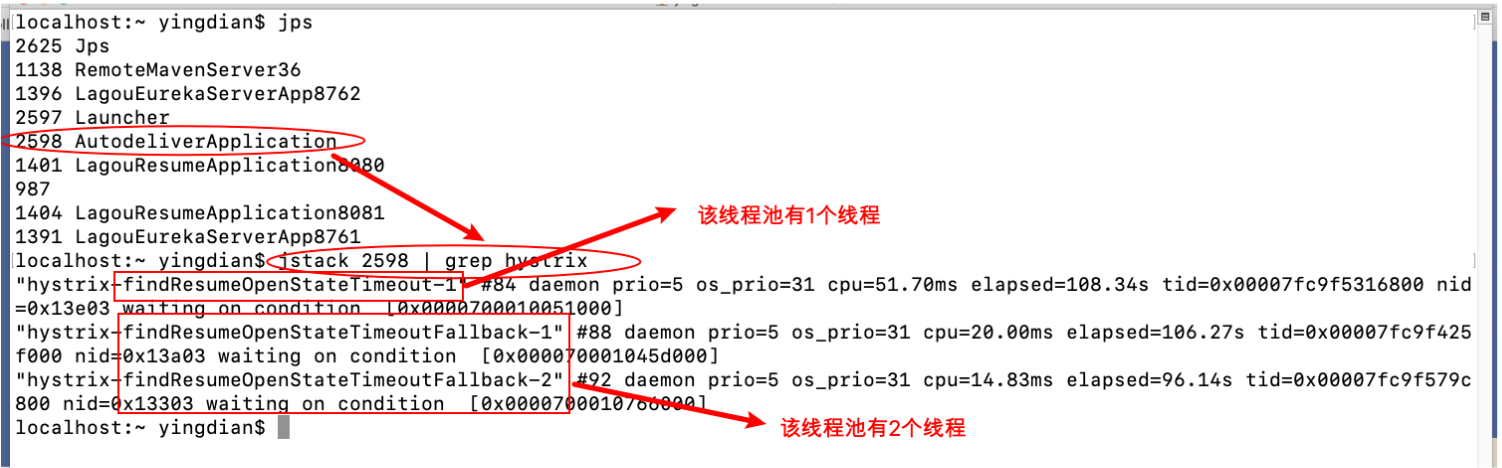 localhost:~ yingdian$ jps
2625 Jps
1138 RemoteMavenServer36
1396 LagouEurekaServerApp8762
2597 Launcher
2598 AutodeliverApplication
1401 LagouResumeApplication8080
987
1404 LagouResumeApplication8081
该线程池有1个线程
1391 LagouEurekaServerApp8761
localhost:~ yingdian$ jstack 2598 | grep hystrix
"hystrix-findResumeOpenStateTimeout-1" #84 daemon prio=5 os_prio=31 cpu=51.70ms elapsed=108.34s tid=0x00007fc9f5316800 nid
=0x13e03 waiting on condition [0x0000700010051000]
"hystrix-findResumeOpenStateTimeoutFallback-1" #88 daemon prio=5 os_prio=31 cpu=20.00ms elapsed=106.27s tid=0x00007fc9f425
f000 nid=0x13a03 waiting on condition [0x000070001045d000]
"hystrix-findResumeOpenStateTimeoutFallback-2" #92 daemon prio=5 os_prio=31 cpu=14.83ms elapsed=96.14s tid=0x00007fc9f579c
800 nid=0x13303 waiting on condition [0x0000700010766000]
localhost:~ yingdian$
该线程池有2个线程